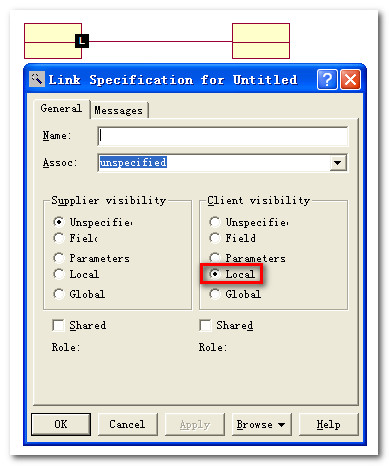 L
Link Specification for Untitled
General Messages
Name:
Assoc: unspecified
Supplier visibility Client visibility
Unspecifie Unspecifie
Field Field
Parameters Parameters
Local Local
Global Global
Shared Shared
Role: Role:
OK Cancel Apply Browse Help